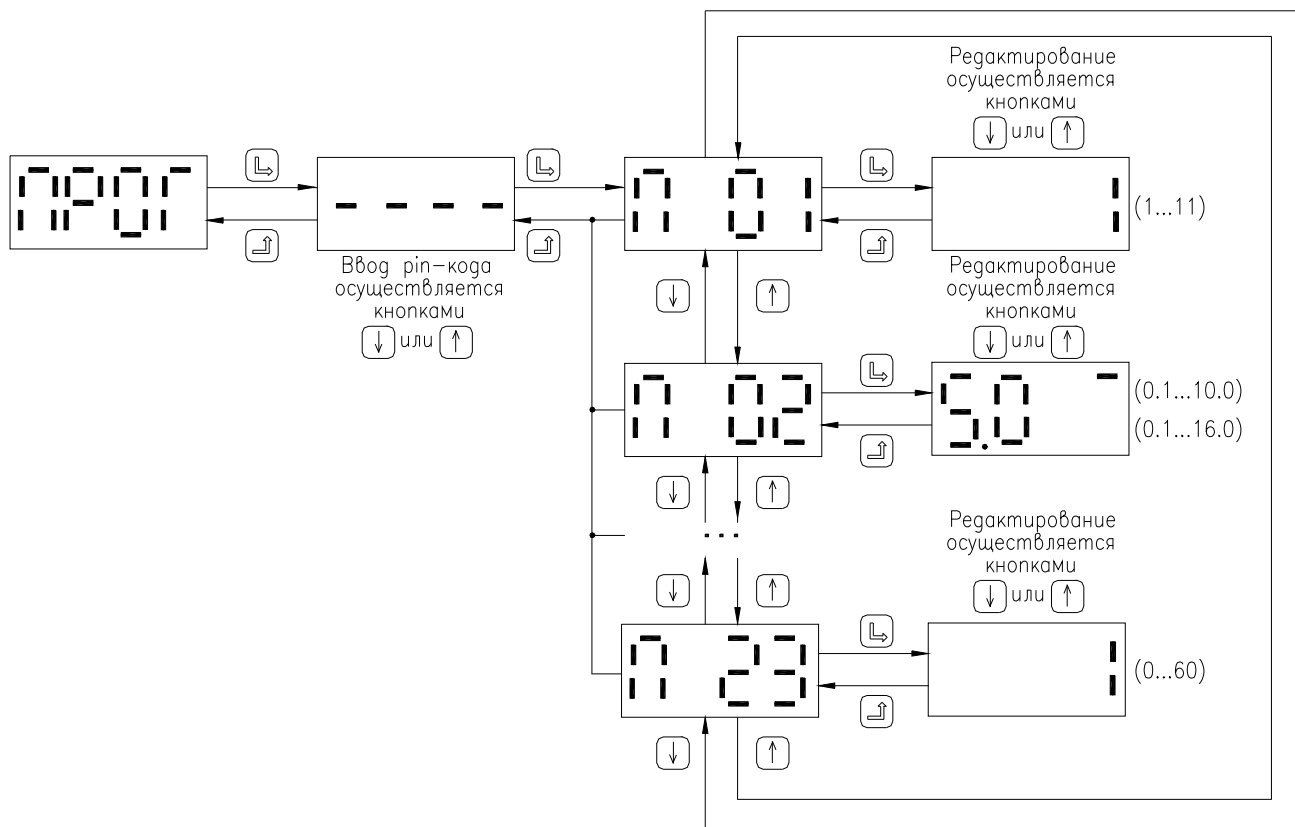 Редактирование
осуществляется
кнопками
↓ или ↑
ПРОГ
- - - -
П 01
1
(1...11)
Ввод pin-кода
осуществляется
кнопками
↓ или ↑
Редактирование
осуществляется
кнопками
↓ или ↑
↓ ↑
П 02
5.0 -
(0.1...10.0)
(0.1...16.0)
↓ ↑
...
Редактирование
осуществляется
кнопками
↓ или ↑
↓ ↑
П 23
1
(0...60)
↓ ↑